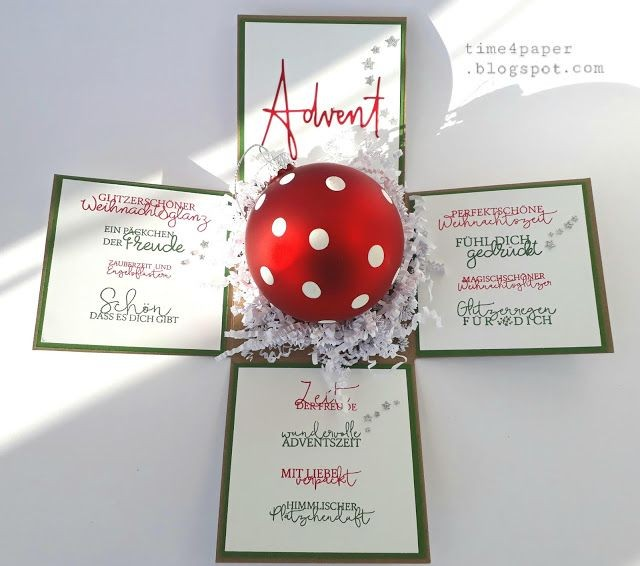 time4paper
.blogspot.com
Advent
GLITZERSCHÖNER
Weihnachtsglanz
EIN PÄCKCHEN
DER Freude
ZAUBERZEIT UND
Engelsflüstern
Schön
DASS ES DICH GIBT
PERFEKTSCHÖNE
Weihnachtszeit
FÜHL DICH
gedrückt
MAGISCHSCHÖNER
Weihnachtsglitzer
Glitzerregen
FÜR DICH
Zeit
DER FREUDE
wundervolle
ADVENTSZEIT
MIT LIEBE
verpackt
HIMMLISCHER
Plätzchenduft